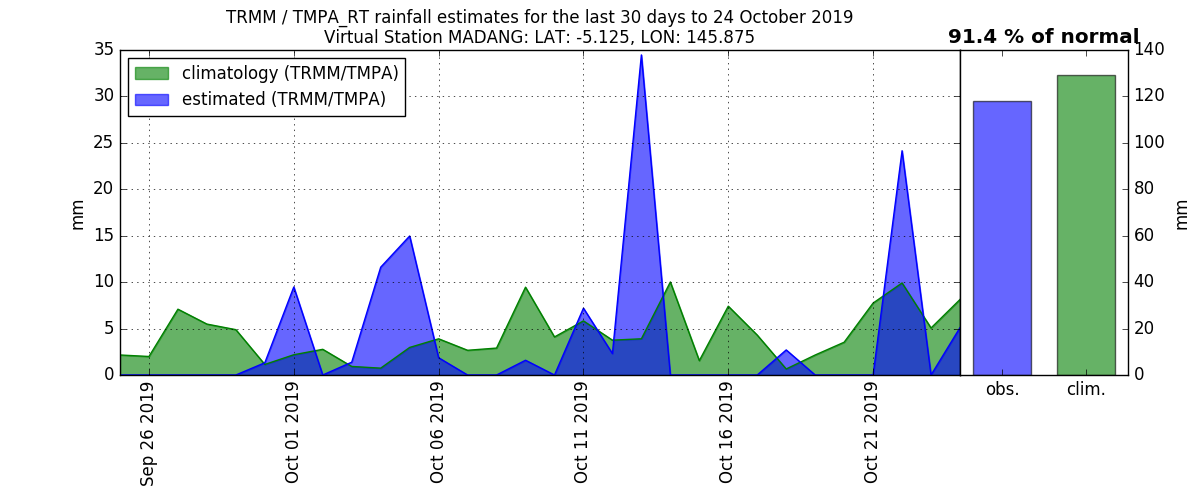 TRMM / TMPA_RT rainfall estimates for the last 30 days to 24 October 2019
Virtual Station MADANG: LAT: -5.125, LON: 145.875
91.4 % of normal
climatology (TRMM/TMPA)
estimated (TRMM/TMPA)
35
30
25
20
15
10
5
0
mm
Sep 26 2019
Oct 01 2019
Oct 06 2019
Oct 11 2019
Oct 16 2019
Oct 21 2019
140
120
100
80
60
40
20
0
mm
obs.
clim.